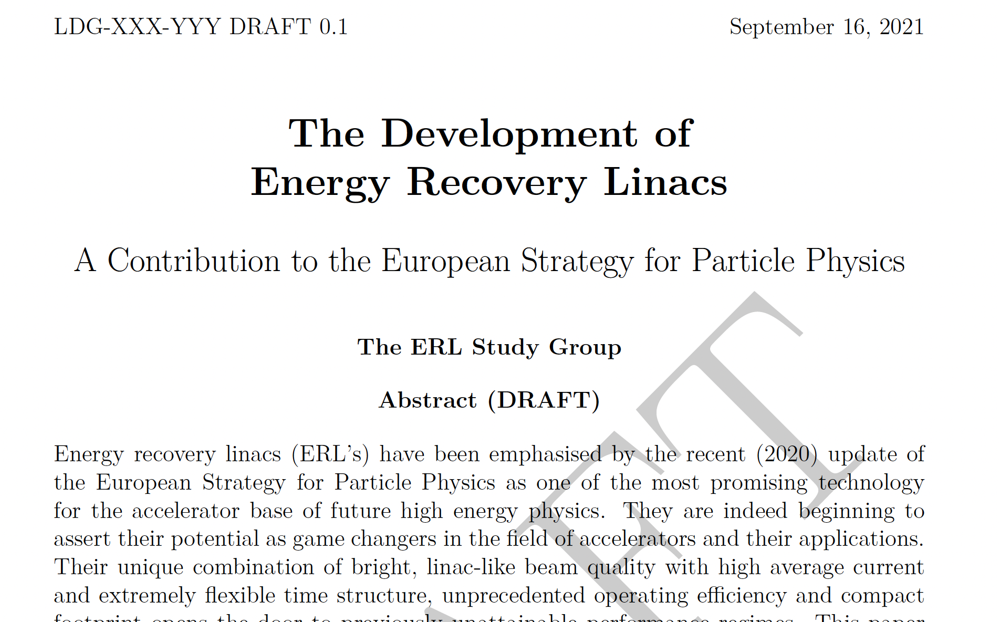 LDG-XXX-YYY DRAFT 0.1 September 16, 2021
The Development of
Energy Recovery Linacs
A Contribution to the European Strategy for Particle Physics
The ERL Study Group
Abstract (DRAFT)
Energy recovery linacs (ERL's) have been emphasised by the recent (2020) update of
the European Strategy for Particle Physics as one of the most promising technology
for the accelerator base of future high energy physics. They are indeed beginning to
assert their potential as game changers in the field of accelerators and their applications.
Their unique combination of bright, linac-like beam quality with high average current
and extremely flexible time structure, unprecedented operating efficiency and compact
footprint opens the door to previously unattainable performance regimes. This paper
FT